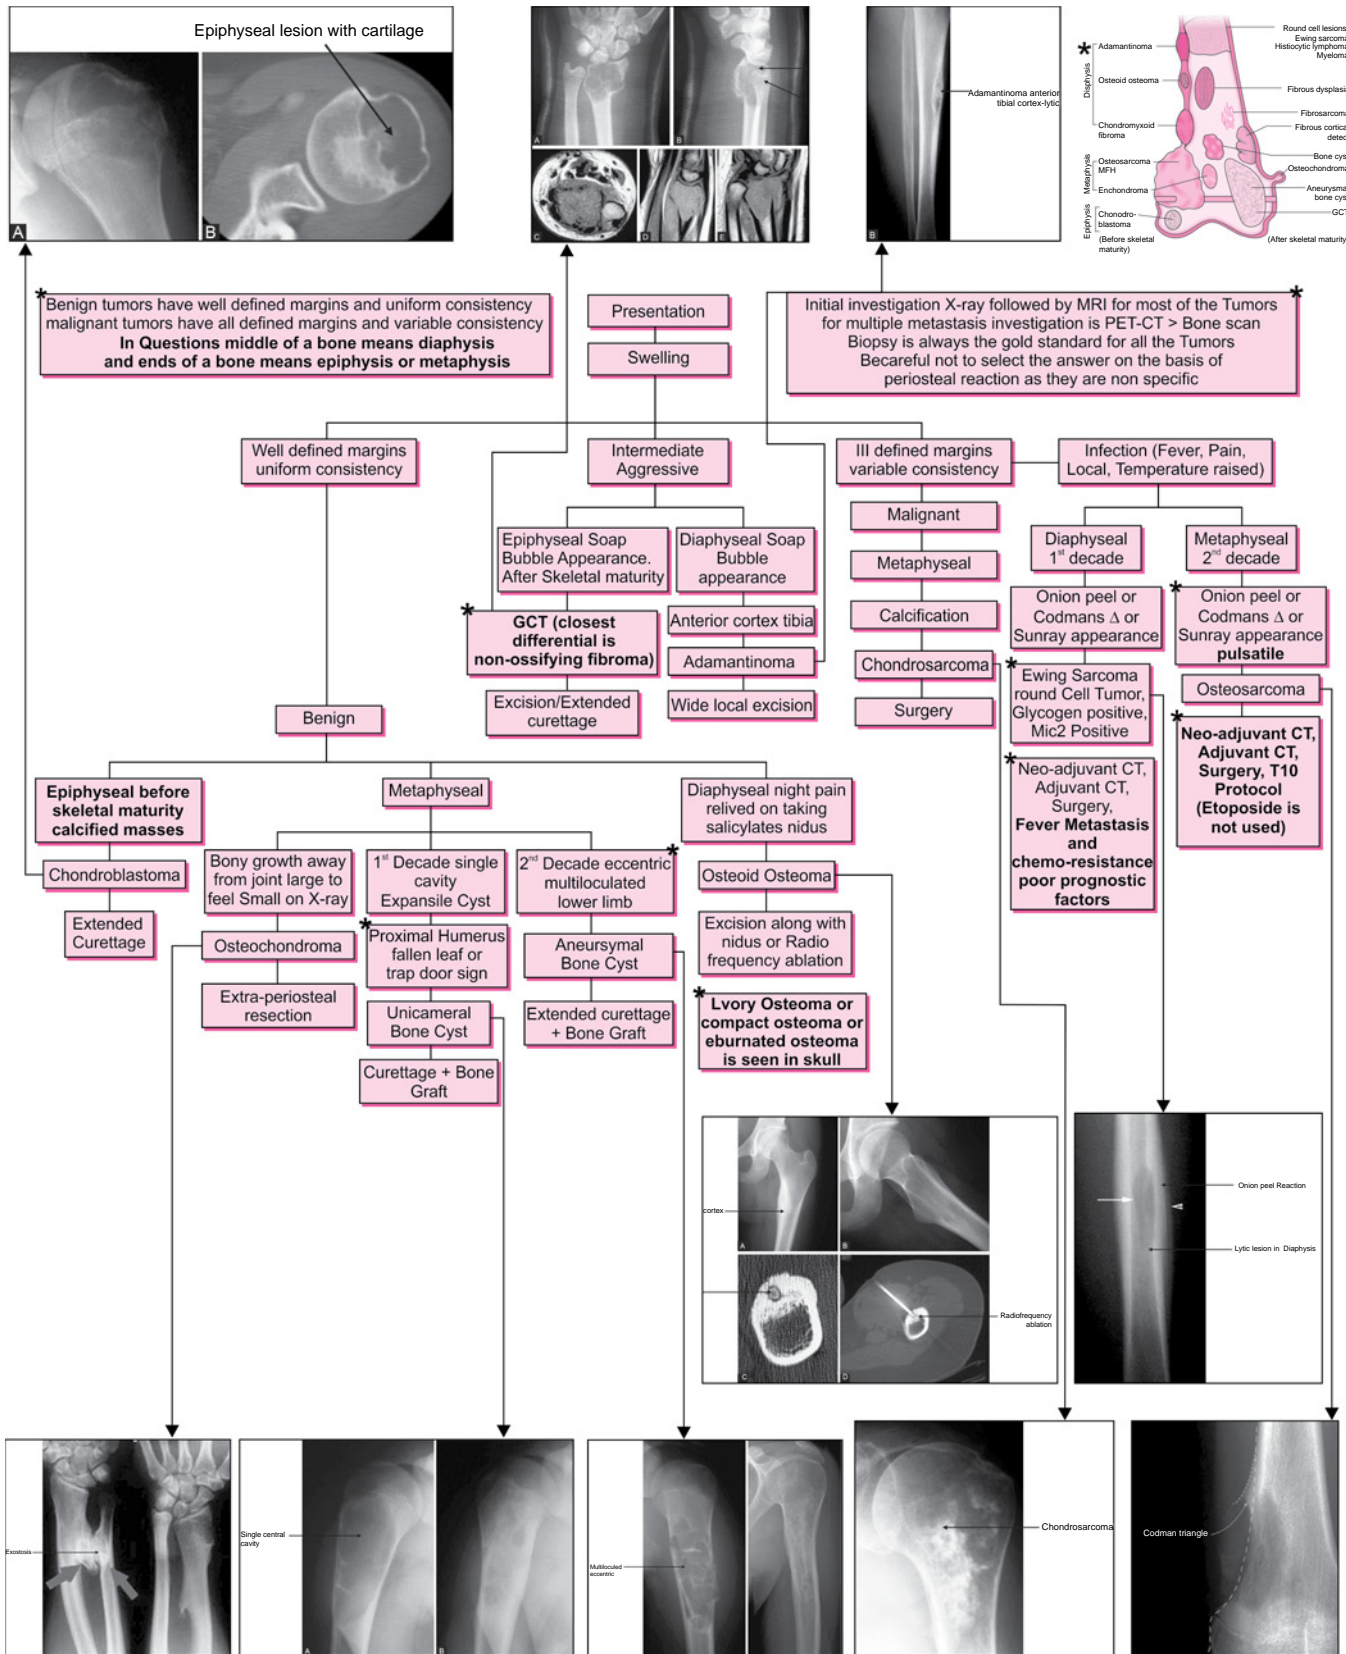 Epiphyseal lesion with cartilage
A
B
A
B
C
D
E
Adamantinoma anterior
tibial cortex-lytic
B
*
Disphysis
Metaphysis
Epiphysis
Adamantinoma
Osteoid osteoma
Chondromyxoid
fibroma
Osteosarcoma
MFH
Enchondroma
Chonodro-
blastoma
(Before skeletal
maturity)
Round cell lesions
Ewing sarcoma
Histiocytic lymphoma
Myeloma
Fibrous dysplasia
Fibrosarcoma
Fibrous cortical
detect
Bone cyst
Osteochondroma
Aneurysmal
bone cyst
GCT
(After skeletal maturity)
*
Benign tumors have well defined margins and uniform consistency
malignant tumors have all defined margins and variable consistency
In Questions middle of a bone means diaphysis
and ends of a bone means epiphysis or metaphysis
Presentation
Swelling
*
Initial investigation X-ray followed by MRI for most of the Tumors
for multiple metastasis investigation is PET-CT > Bone scan
Biopsy is always the gold standard for all the Tumors
Becareful not to select the answer on the basis of
periosteal reaction as they are non specific
Well defined margins
uniform consistency
Intermediate
Aggressive
III defined margins
variable consistency
Infection (Fever, Pain,
Local, Temperature raised)
Epiphyseal Soap
Bubble Appearance.
After Skeletal maturity
Diaphyseal Soap
Bubble
appearance
Malignant
Metaphyseal
Calcification
Chondrosarcoma
Surgery
Diaphyseal
1st decade
Metaphyseal
2nd decade
*
GCT (closest
differential is
non-ossifying fibroma)
Excision/Extended
curettage
Anterior cortex tibia
Adamantinoma
Wide local excision
Onion peel or
Codmans Δ or
Sunray appearance
*
Onion peel or
Codmans Δ or
Sunray appearance
pulsatile
*
Ewing Sarcoma
round Cell Tumor,
Glycogen positive,
Mic2 Positive
Osteosarcoma
*
Neo-adjuvant CT,
Adjuvant CT,
Surgery, T10
Protocol
(Etoposide is
not used)
*
Neo-adjuvant CT,
Adjuvant CT,
Surgery,
Fever Metastasis
and
chemo-resistance
poor prognostic
factors
Benign
Epiphyseal before
skeletal maturity
calcified masses
Metaphyseal
Diaphyseal night pain
relived on taking
salicylates nidus
Chondroblastoma
Extended
Curettage
Bony growth away
from joint large to
feel Small on X-ray
1st Decade single
cavity
Expansile Cyst
*
2nd Decade eccentric
multiloculated
lower limb
Osteoid Osteoma
Osteochondroma
Extra-periosteal
resection
*
Proximal Humerus
fallen leaf or
trap door sign
Unicameral
Bone Cyst
Curettage + Bone
Graft
Aneursymal
Bone Cyst
Extended curettage
+ Bone Graft
Excision along with
nidus or Radio
frequency ablation
*
Lvory Osteoma or
compact osteoma or
eburnated osteoma
is seen in skull
cortex
A
B
C
D
Radiofrequency
ablation
Onion peel Reaction
Lytic lesion in Diaphysis
Exostosis
Single central
cavity
A
B
Multiloculed
eccentric
Chondrosarcoma
Codman triangle